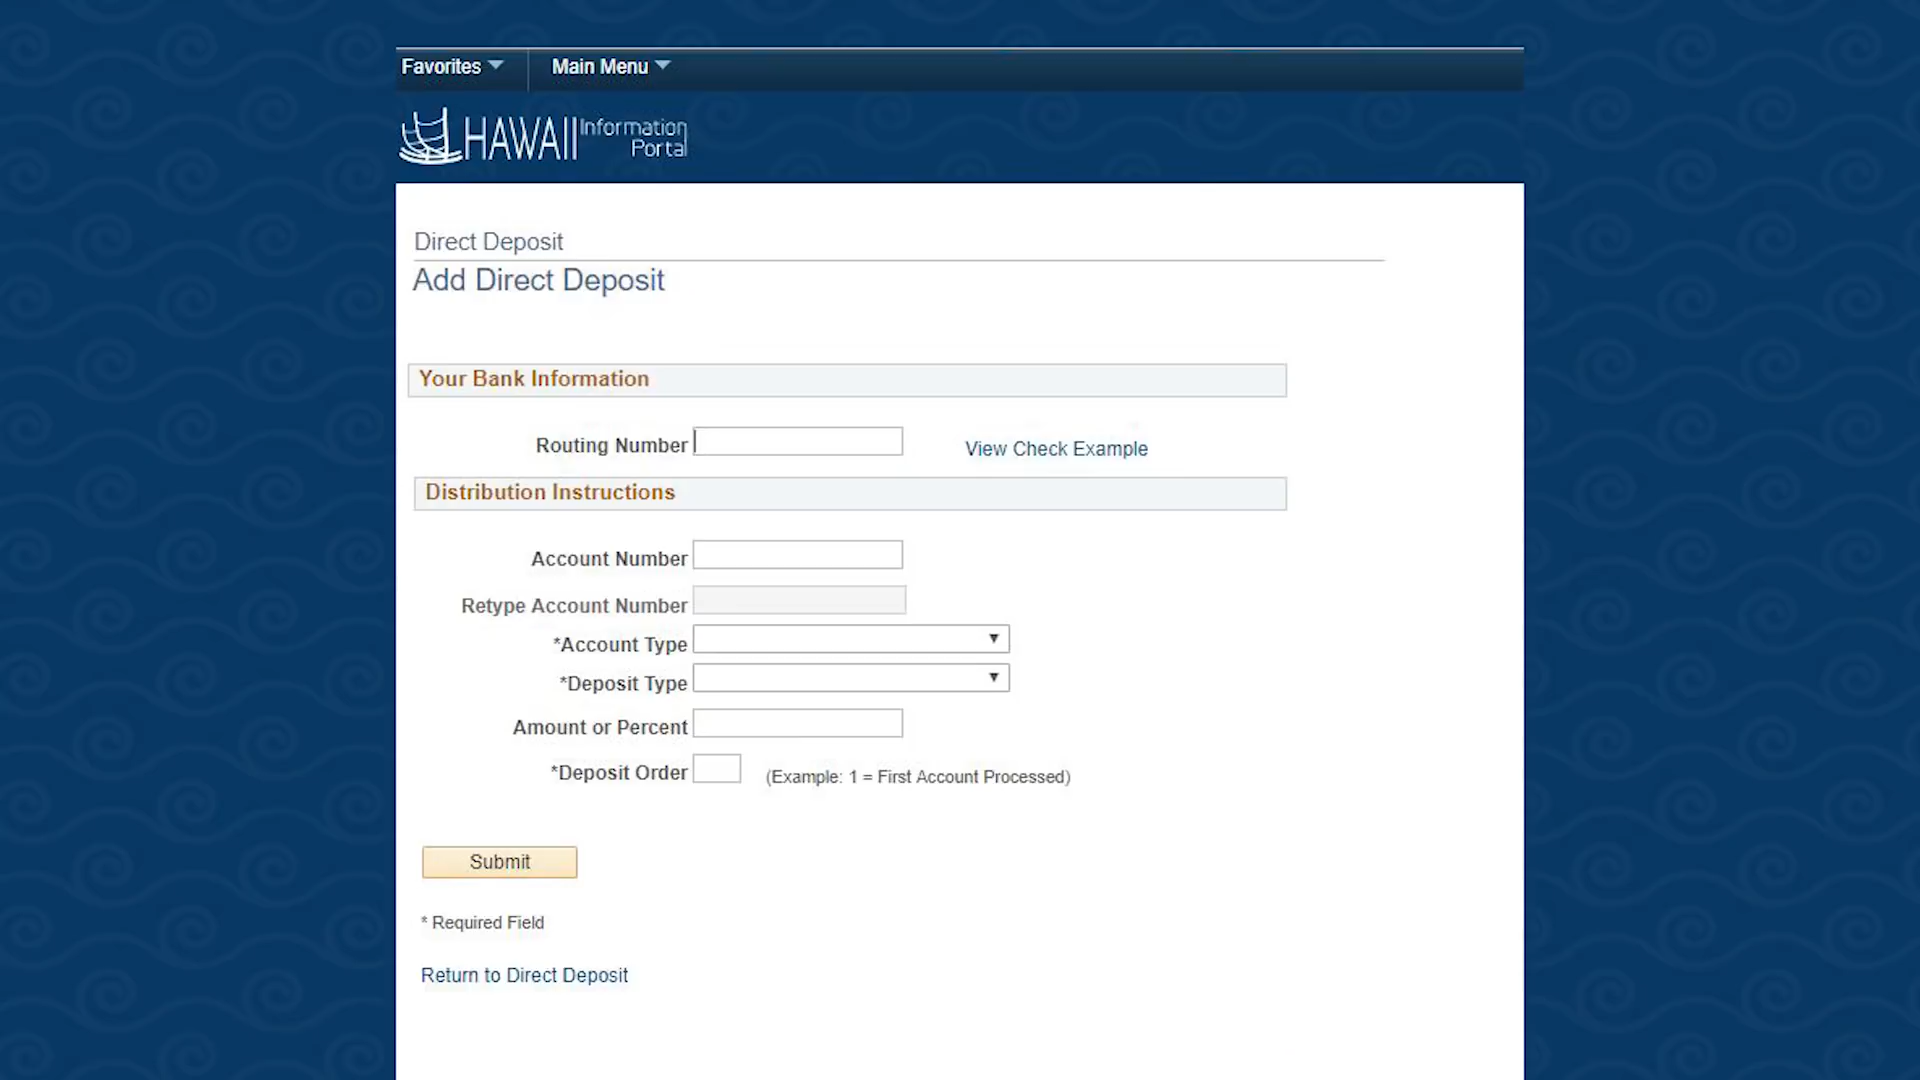 Favorites Main Menu
HAWAII Information Portal
Direct Deposit
Add Direct Deposit
Your Bank Information
Routing Number View Check Example
Distribution Instructions
Account Number
Retype Account Number
*Account Type
*Deposit Type
Amount or Percent
*Deposit Order (Example: 1 = First Account Processed)
Submit
* Required Field
Return to Direct Deposit